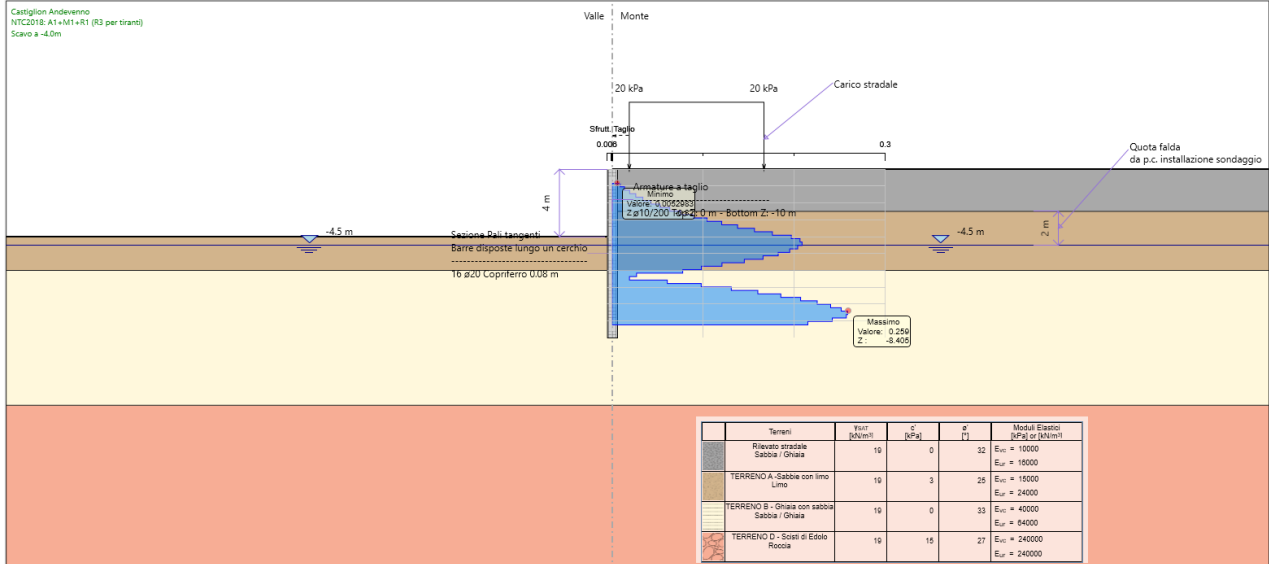 Castiglion Andevenno
NTC2018: A1+M1+R1 (R3 per tiranti)
Scavo a -4.0m
Valle
Monte
20 kPa
20 kPa
Carico stradale
Sfrutt. Taglio
0.3
Quota falda
da p.c. installazione sondaggio
4 m
Armature a taglio
Minimo
Valore: 0.0052983
ø10/200 Top Z: 0 m - Bottom Z: -10 m
2 m
-4.5 m
-4.5 m
Sezione Pali tangenti
Barre disposte lungo un cerchio
16 ø20 Copriferro 0.08 m
Massimo
Valore: 0.259
Z : -8.405
Terreni γSAT [kN/m³] c' [kPa] ø' [°] Moduli Elastici [kPa] or [kN/m³]
Rilevato stradale
Sabbia / Ghiaia
19 0 32 Evc = 10000
Eur = 16000
TERRENO A -Sabbie con limo
Limo
19 3 25 Evc = 15000
Eur = 24000
TERRENO B - Ghiaia con sabbia
Sabbia / Ghiaia
19 0 33 Evc = 40000
Eur = 64000
TERRENO D - Scisti di Edolo
Roccia
19 15 27 Evc = 240000
Eur = 240000